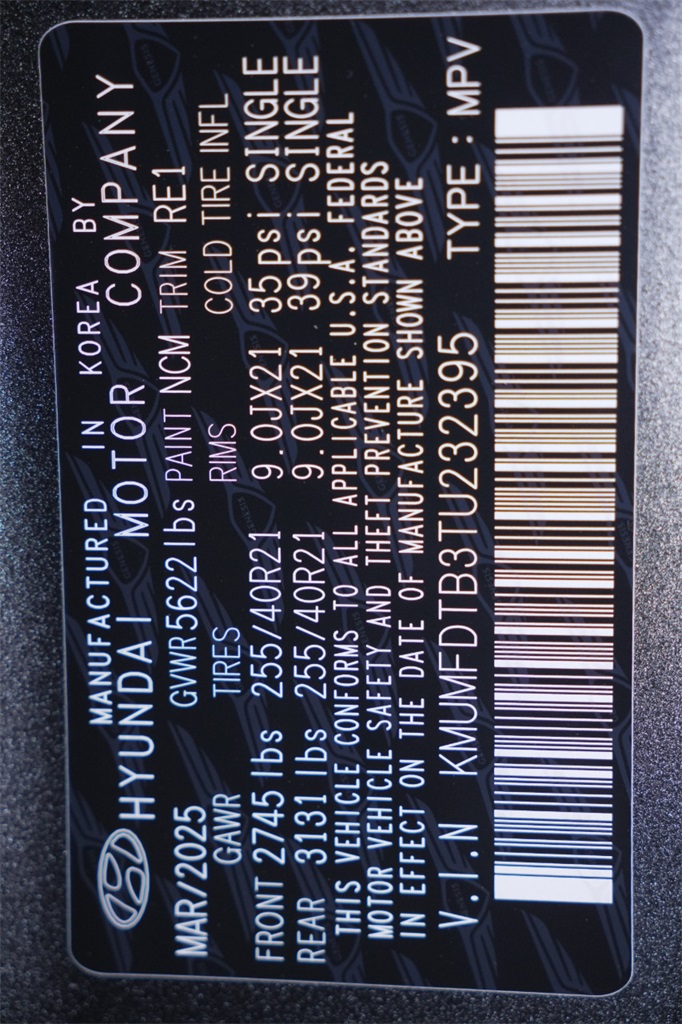 MANUFACTURED IN KOREA BY
HYUNDAI MOTOR COMPANY
MAR/2025 GVWR 5622 lbs PAINT NCM TRIM RE1
GAWR TIRES RIMS COLD TIRE INFL
FRONT 2745 lbs 255/40R21 9.0JX21 35psi SINGLE
REAR 3131 lbs 255/40R21 9.0JX21 39psi SINGLE
THIS VEHICLE CONFORMS TO ALL APPLICABLE U.S.A. FEDERAL
MOTOR VEHICLE SAFETY AND THEFT PREVENTION STANDARDS
IN EFFECT ON THE DATE OF MANUFACTURE SHOWN ABOVE
V.I.N KMUMFDTB3TU232395 TYPE : MPV